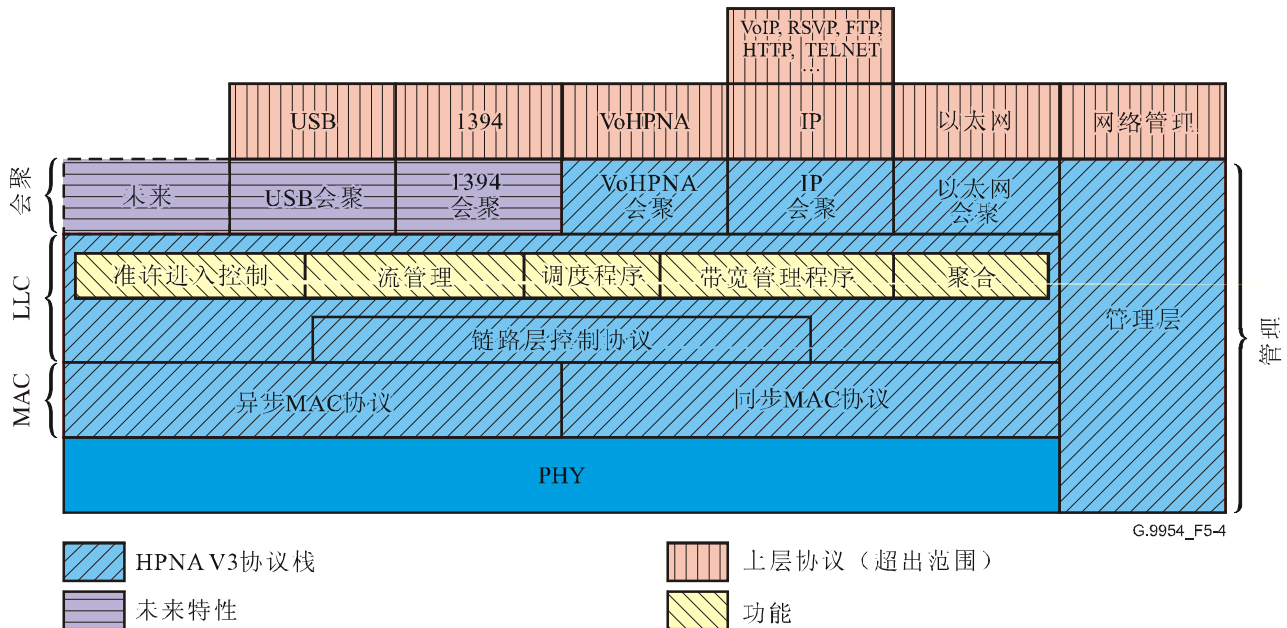 VoIP, RSVP, FTP,
HTTP, TELNET
...
USB
1394
VoHPNA
IP
以太网
网络管理
会聚
未来
USB会聚
1394
会聚
VoHPNA
会聚
IP
会聚
以太网
会聚
LLC
准许进入控制
流管理
调度程序
带宽管理程序
聚合
链路层控制协议
管理层
管理
MAC
异步MAC协议
同步MAC协议
PHY
G.9954_F5-4
HPNA V3协议栈
上层协议（超出范围）
未来特性
功能